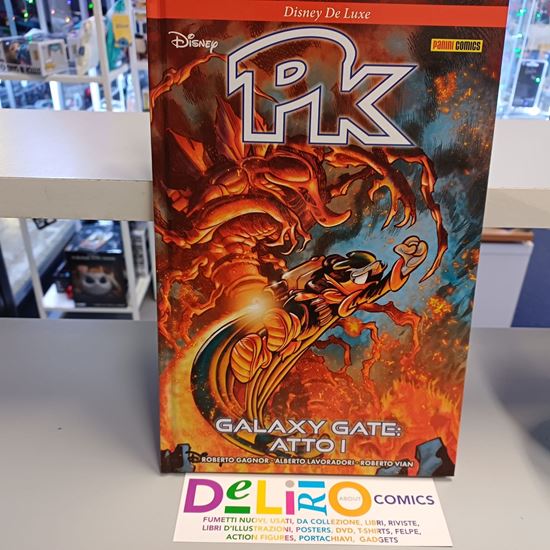 Disney De Luxe
Disney
PANINI COMICS
PK
GALAXY GATE:
ATTO I
ROBERTO GAGNOR • ALBERTO LAVORADORI • ROBERTO VIAN
DeLiRiO ABOUT COMICS
FUMETTI NUOVI, USATI, DA COLLEZIONE, LIBRI, RIVISTE,
LIBRI D'ILLUSTRAZIONI, POSTERS, DVD, T-SHIRTS, FELPE,
ACTION FIGURES, PORTACHIAVI, GADGETS